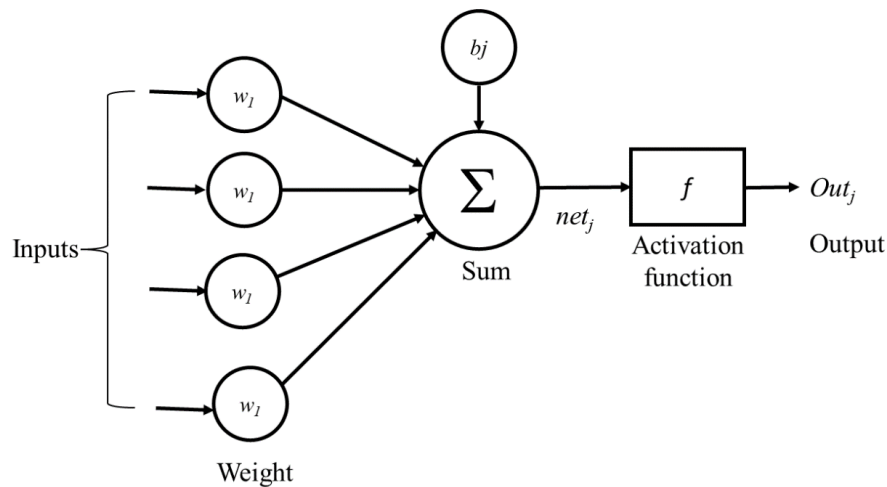 bj
w1
w1
Σ
f
Outj
netj
Inputs
Output
Activation
function
Sum
w1
w1
Weight